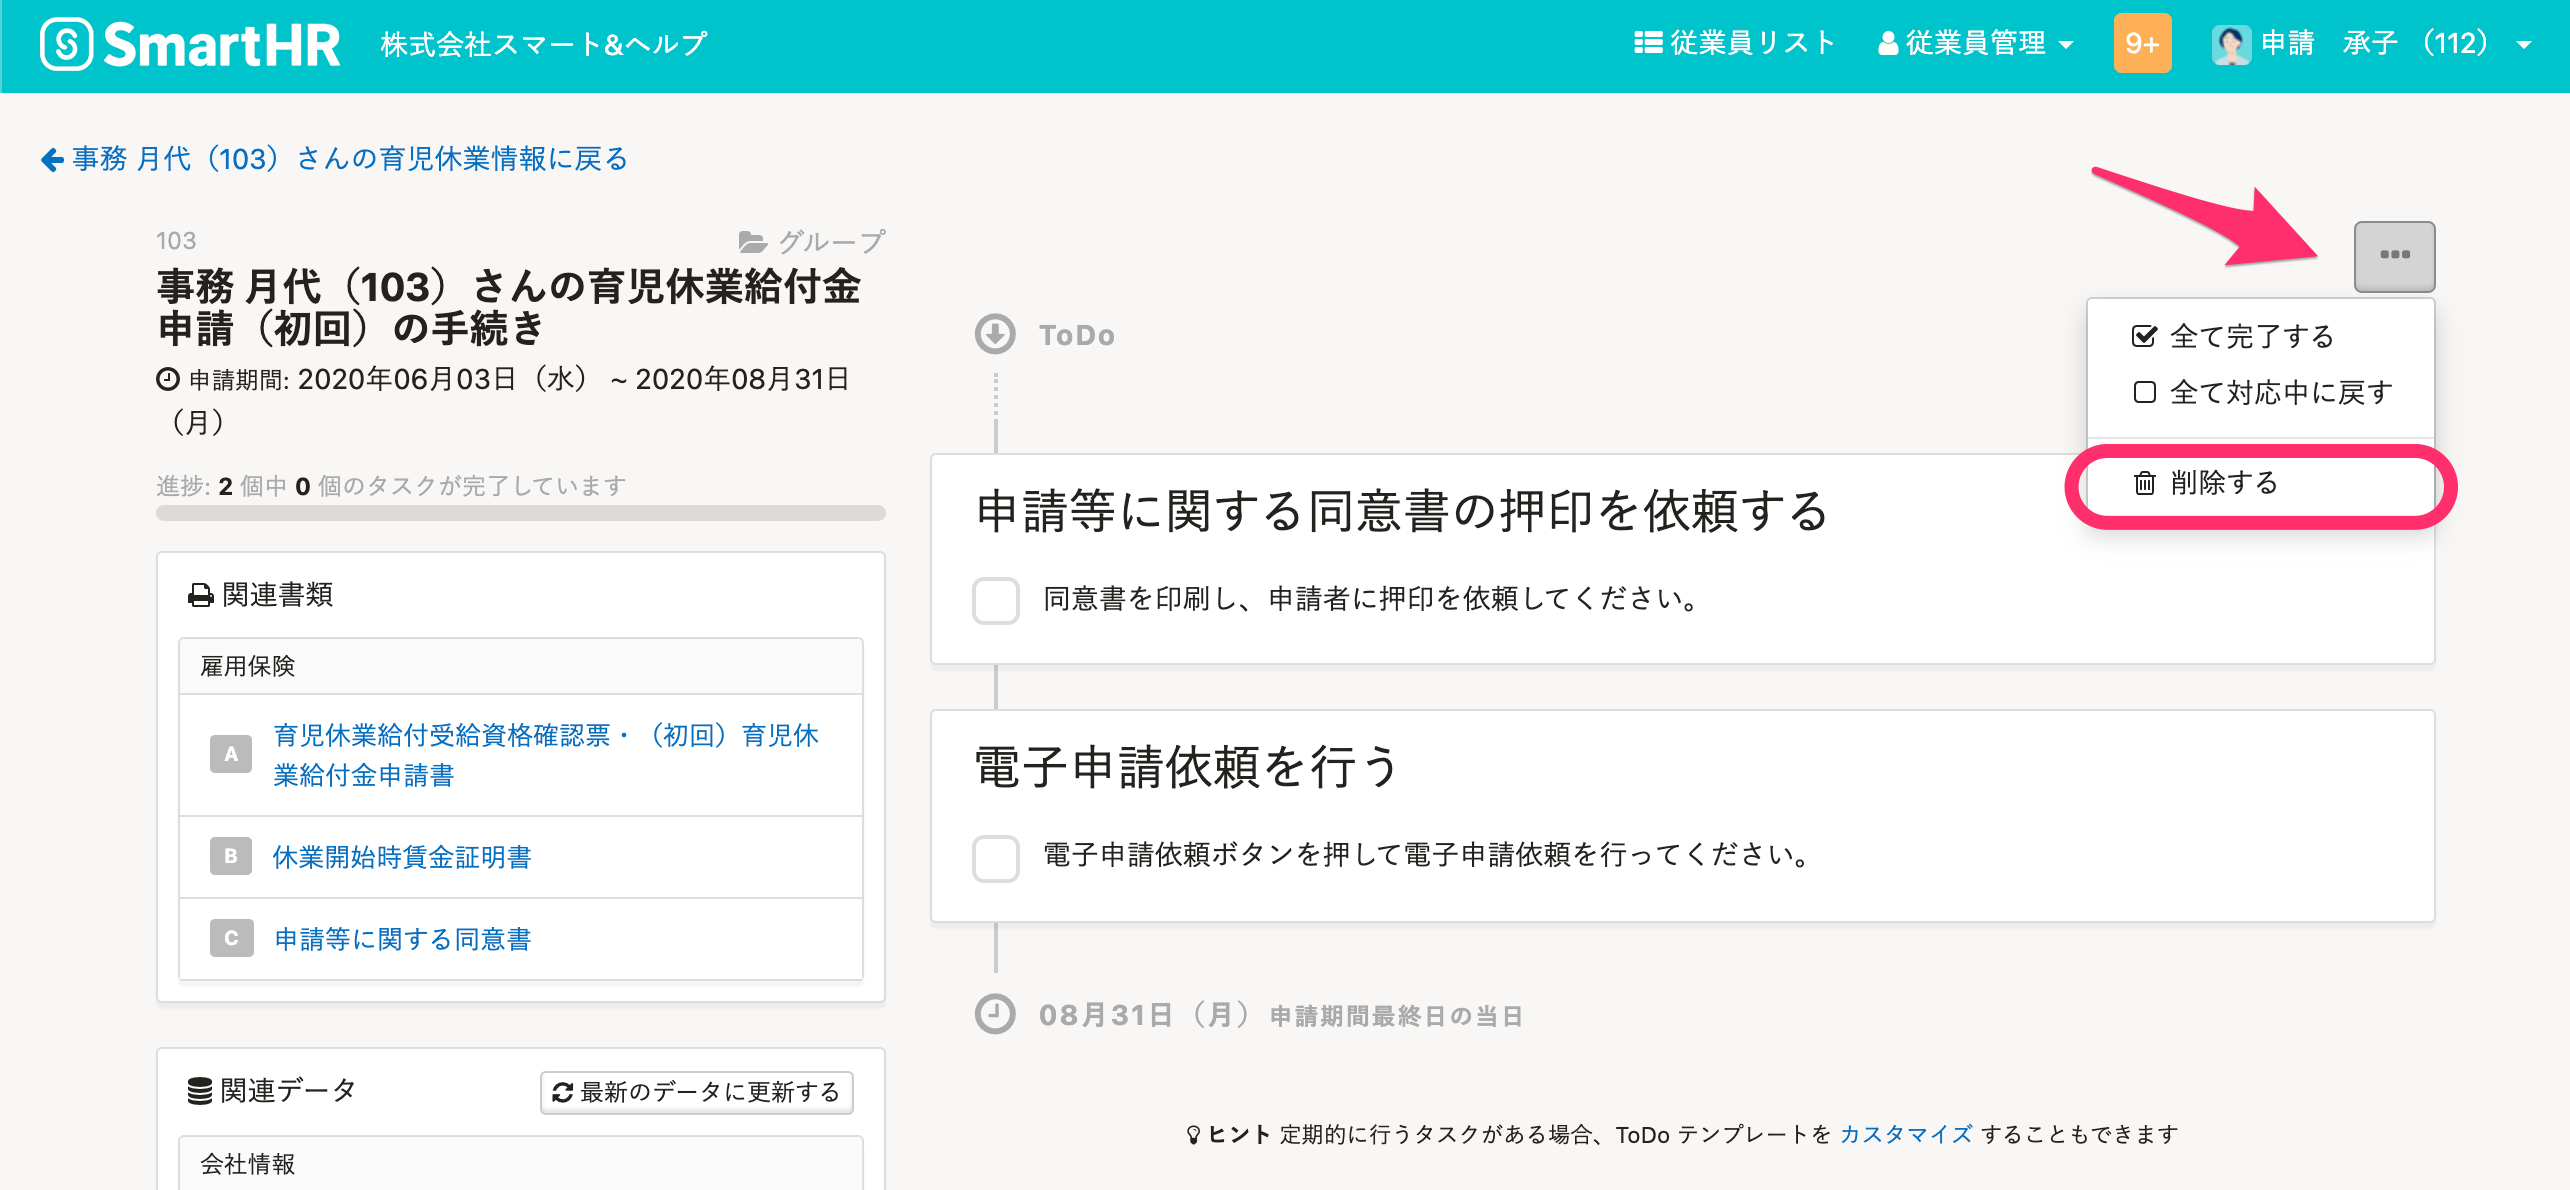 SmartHR 株式会社スマート&ヘルプ 従業員リスト 従業員管理 9+ 申請 承子 （112）
事務 月代（103）さんの育児休業情報に戻る
103 グループ
事務 月代（103）さんの育児休業給付金
申請（初回）の手続き
申請期間: 2020年06月03日（水） ~ 2020年08月31日
（月）
進捗: 2 個中 0 個のタスクが完了しています
関連書類
雇用保険
A 育児休業給付受給資格確認票・（初回）育児休
業給付金申請書
B 休業開始時賃金証明書
C 申請等に関する同意書
関連データ 最新のデータに更新する
会社情報
全て完了する
全て対応中に戻す
削除する
ToDo
申請等に関する同意書の押印を依頼する
同意書を印刷し、申請者に押印を依頼してください。
電子申請依頼を行う
電子申請依頼ボタンを押して電子申請依頼を行ってください。
08月31日（月）申請期間最終日の当日
ヒント 定期的に行うタスクがある場合、ToDo テンプレートを カスタマイズ することもできます